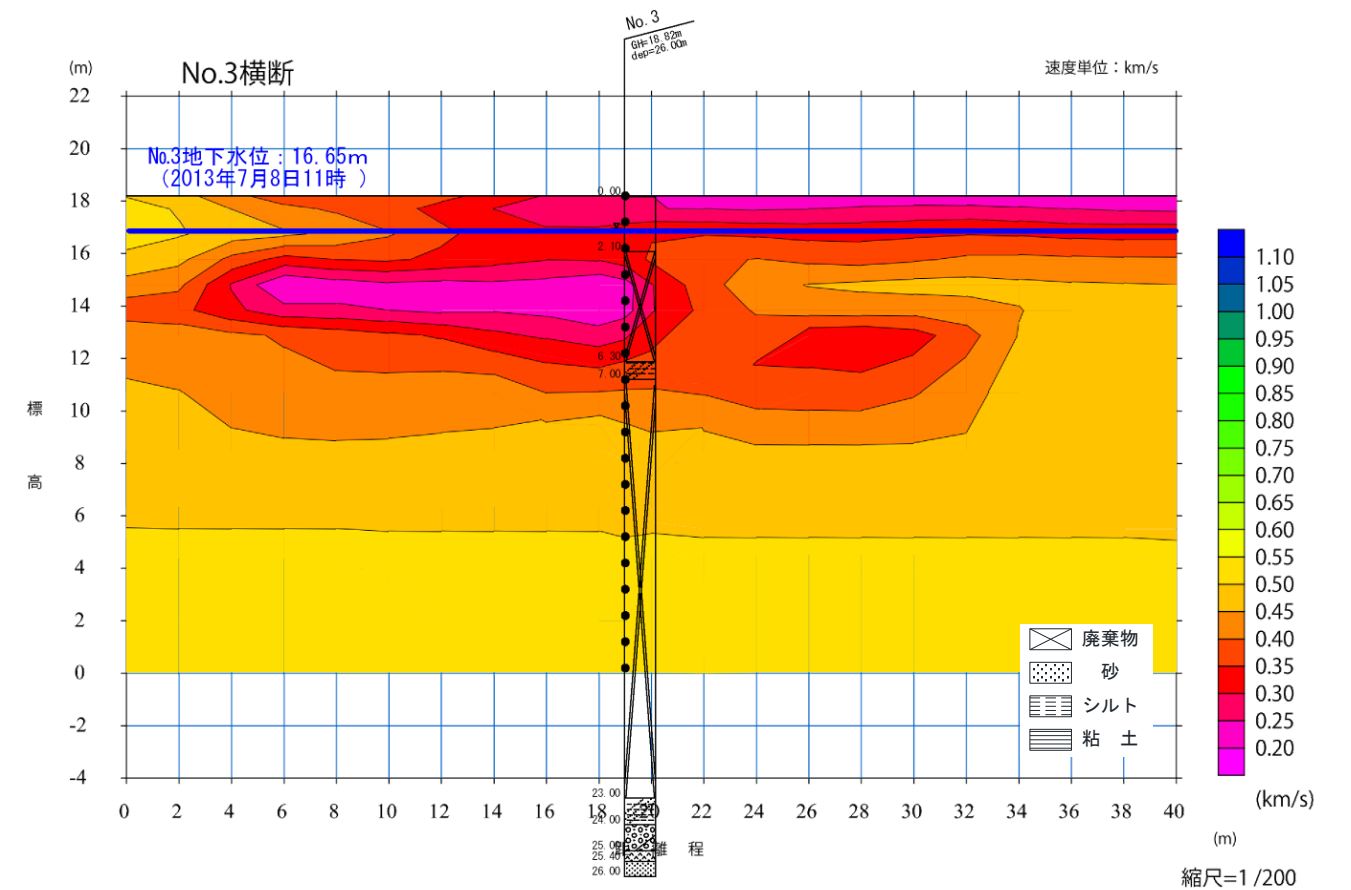 No. 3
GH=18.82m
dep=26.00m
(m)
No.3横断
速度単位：km/s
22
20
18
16
14
12
10
8
6
4
2
0
-2
-4
標
高
№3地下水位：16.65m
（2013年7月8日11時 ）
0.00
2.10
6.30
7.00
23.00
24.00
25.00
25.40
26.00
廃棄物
砂
シルト
粘 土
1.10
1.05
1.00
0.95
0.90
0.85
0.80
0.75
0.70
0.65
0.60
0.55
0.50
0.45
0.40
0.35
0.30
0.25
0.20
(km/s)
0 2 4 6 8 10 12 14 16 18 20 22 24 26 28 30 32 34 36 38 40
(m)
距 離 程
縮尺=1 /200